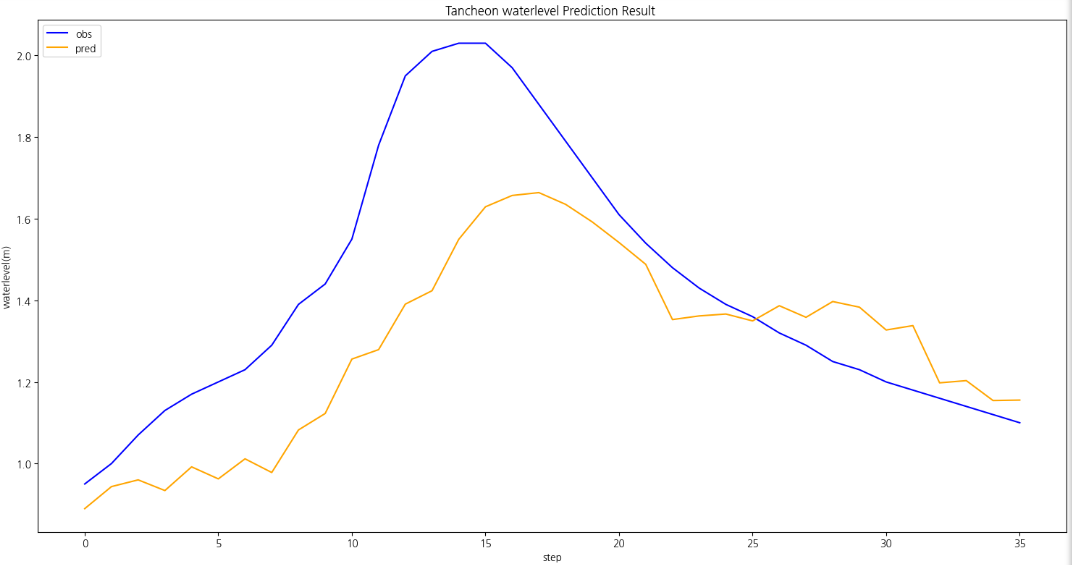 Tancheon waterlevel Prediction Result
obs
pred
2.0
1.8
1.6
1.4
1.2
1.0
waterlevel(m)
0 5 10 15 20 25 30 35
step